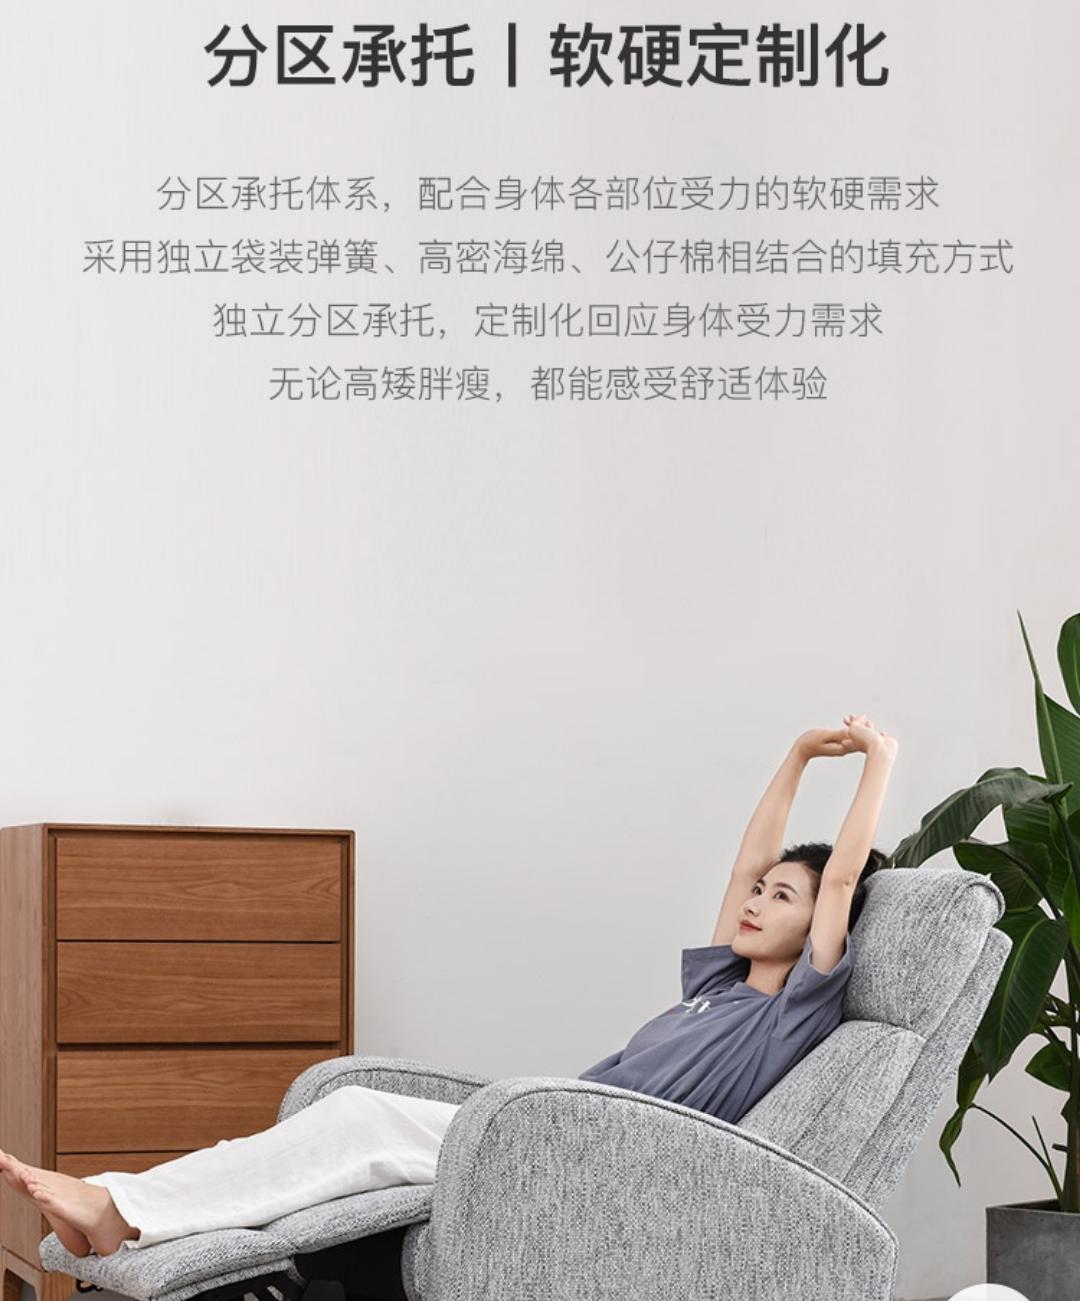 分区承托丨软硬定制化
分区承托体系，配合身体各部位受力的软硬需求
采用独立袋装弹簧、高密海绵、公仔棉相结合的填充方式
独立分区承托，定制化回应身体受力需求
无论高矮胖瘦，都能感受舒适体验